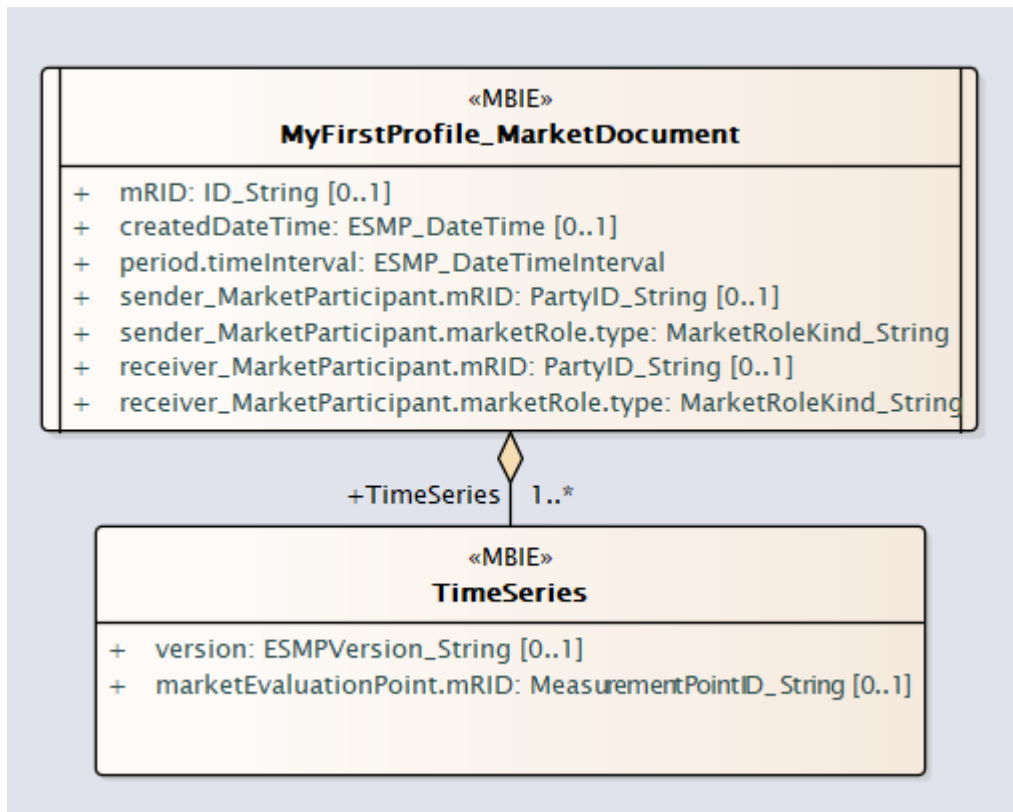 «MBIE»
MyFirstProfile_MarketDocument
+ mRID: ID_String [0..1]
+ createdDateTime: ESMP_DateTime [0..1]
+ period.timeInterval: ESMP_DateTimeInterval
+ sender_MarketParticipant.mRID: PartyID_String [0..1]
+ sender_MarketParticipant.marketRole.type: MarketRoleKind_String
+ receiver_MarketParticipant.mRID: PartyID_String [0..1]
+ receiver_MarketParticipant.marketRole.type: MarketRoleKind_String
+TimeSeries 1..*
«MBIE»
TimeSeries
+ version: ESMPVersion_String [0..1]
+ marketEvaluationPoint.mRID: MeasurementPointID_String [0..1]